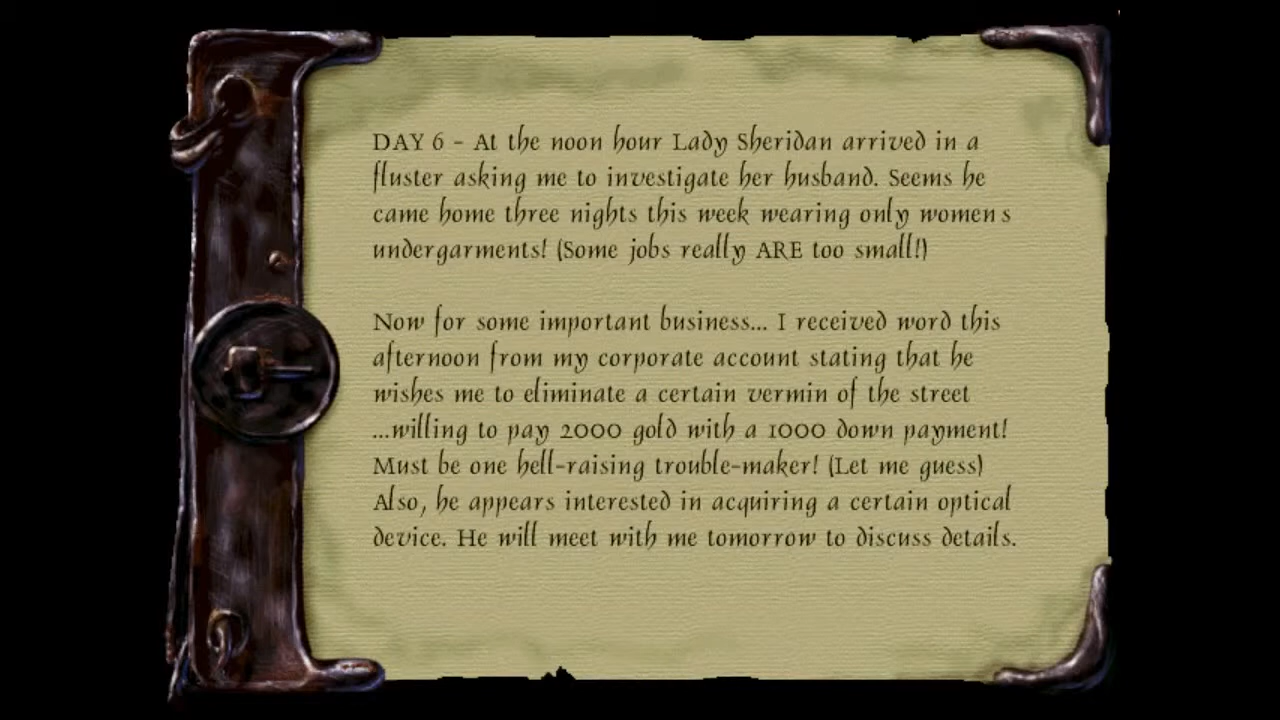 DAY 6 - At the noon hour Lady Sheridan arrived in a
fluster asking me to investigate her husband. Seems he
came home three nights this week wearing only women s
undergarments! (Some jobs really ARE too small!)
Now for some important business... I received word this
afternoon from my corporate account stating that he
wishes me to eliminate a certain vermin of the street
...willing to pay 2000 gold with a 1000 down payment!
Must be one hell-raising trouble-maker! (Let me guess)
Also, he appears interested in acquiring a certain optical
device. He will meet with me tomorrow to discuss details.